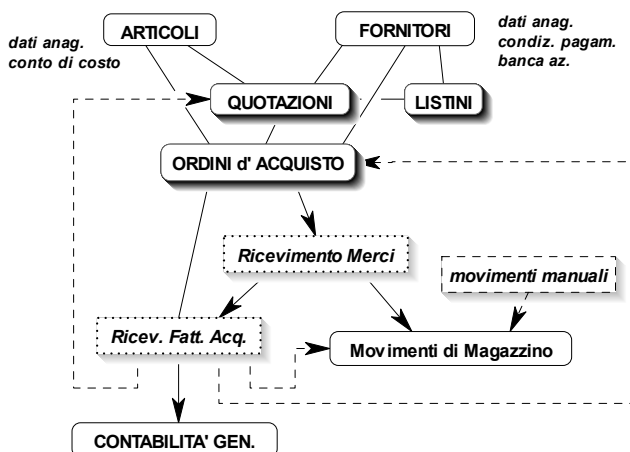 dati anag.
conto di costo
ARTICOLI
FORNITORI
dati anag.
condiz. pagam.
banca az.
QUOTAZIONI
LISTINI
ORDINI d' ACQUISTO
Ricevimento Merci
movimenti manuali
Ricev. Fatt. Acq.
Movimenti di Magazzino
CONTABILITA' GEN.